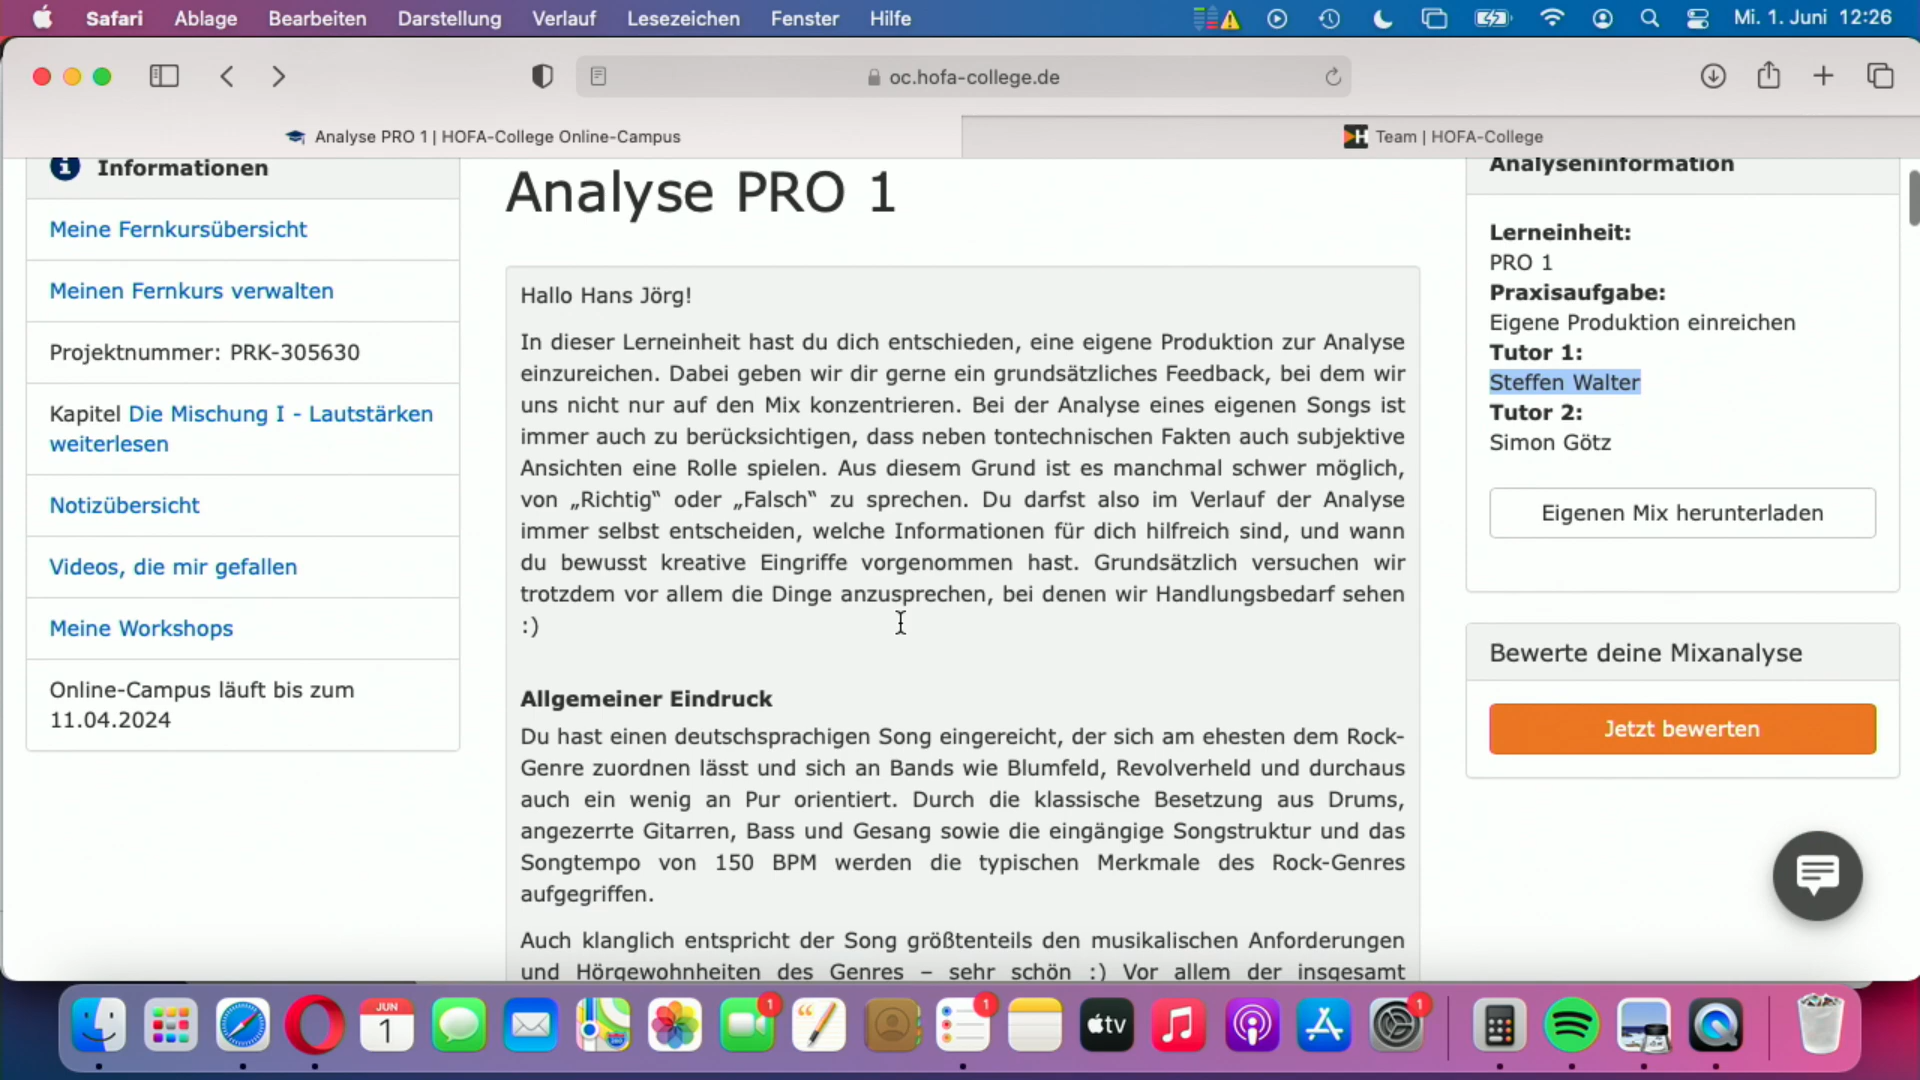 Safari Ablage Bearbeiten Darstellung Verlauf Lesezeichen Fenster Hilfe Mi. 1. Juni 12:26
oc.hofa-college.de
Analyse PRO 1 | HOFA-College Online-Campus
Team | HOFA-College
Informationen
Meine Fernkursübersicht
Meinen Fernkurs verwalten
Projektnummer: PRK-305630
Kapitel Die Mischung I - Lautstärken
weiterlesen
Notizübersicht
Videos, die mir gefallen
Meine Workshops
Online-Campus läuft bis zum
11.04.2024
Analyse PRO 1
Hallo Hans Jörg!
In dieser Lerneinheit hast du dich entschieden, eine eigene Produktion zur Analyse
einzureichen. Dabei geben wir dir gerne ein grundsätzliches Feedback, bei dem wir
uns nicht nur auf den Mix konzentrieren. Bei der Analyse eines eigenen Songs ist
immer auch zu berücksichtigen, dass neben tontechnischen Fakten auch subjektive
Ansichten eine Rolle spielen. Aus diesem Grund ist es manchmal schwer möglich,
von „Richtig“ oder „Falsch“ zu sprechen. Du darfst also im Verlauf der Analyse
immer selbst entscheiden, welche Informationen für dich hilfreich sind, und wann
du bewusst kreative Eingriffe vorgenommen hast. Grundsätzlich versuchen wir
trotzdem vor allem die Dinge anzusprechen, bei denen wir Handlungsbedarf sehen
:)
Allgemeiner Eindruck
Du hast einen deutschsprachigen Song eingereicht, der sich am ehesten dem Rock-
Genre zuordnen lässt und sich an Bands wie Blumfeld, Revolverheld und durchaus
auch ein wenig an Pur orientiert. Durch die klassische Besetzung aus Drums,
angezerrte Gitarren, Bass und Gesang sowie die eingängige Songstruktur und das
Songtempo von 150 BPM werden die typischen Merkmale des Rock-Genres
aufgegriffen.
Auch klanglich entspricht der Song größtenteils den musikalischen Anforderungen
und Hörgewohnheiten des Genres – sehr schön :) Vor allem der insgesamt
Analyseninformation
Lerneinheit:
PRO 1
Praxisaufgabe:
Eigene Produktion einreichen
Tutor 1:
Steffen Walter
Tutor 2:
Simon Götz
Eigenen Mix herunterladen
Bewerte deine Mixanalyse
Jetzt bewerten
JUN
1
1
1
tv
1